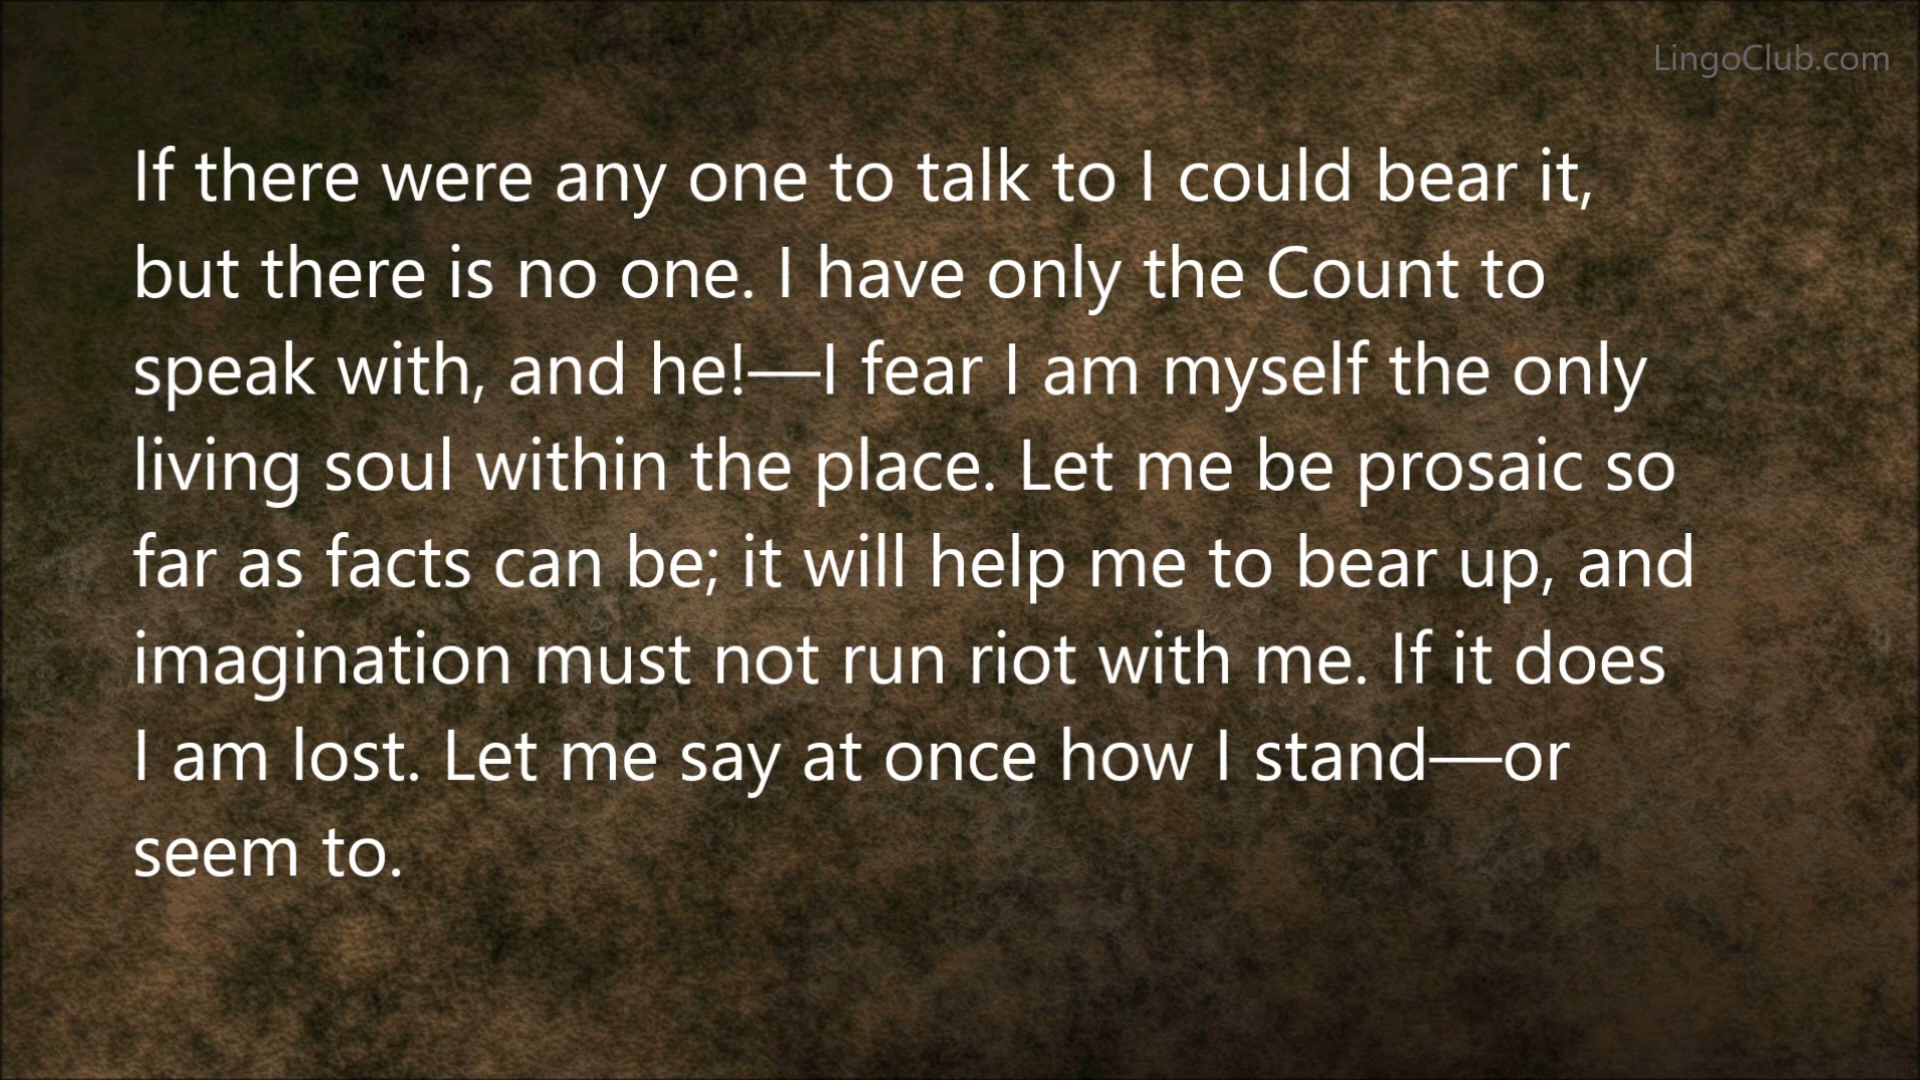 LingoClub.com
If there were any one to talk to I could bear it,
but there is no one. I have only the Count to
speak with, and he!—I fear I am myself the only
living soul within the place. Let me be prosaic so
far as facts can be; it will help me to bear up, and
imagination must not run riot with me. If it does
I am lost. Let me say at once how I stand—or
seem to.